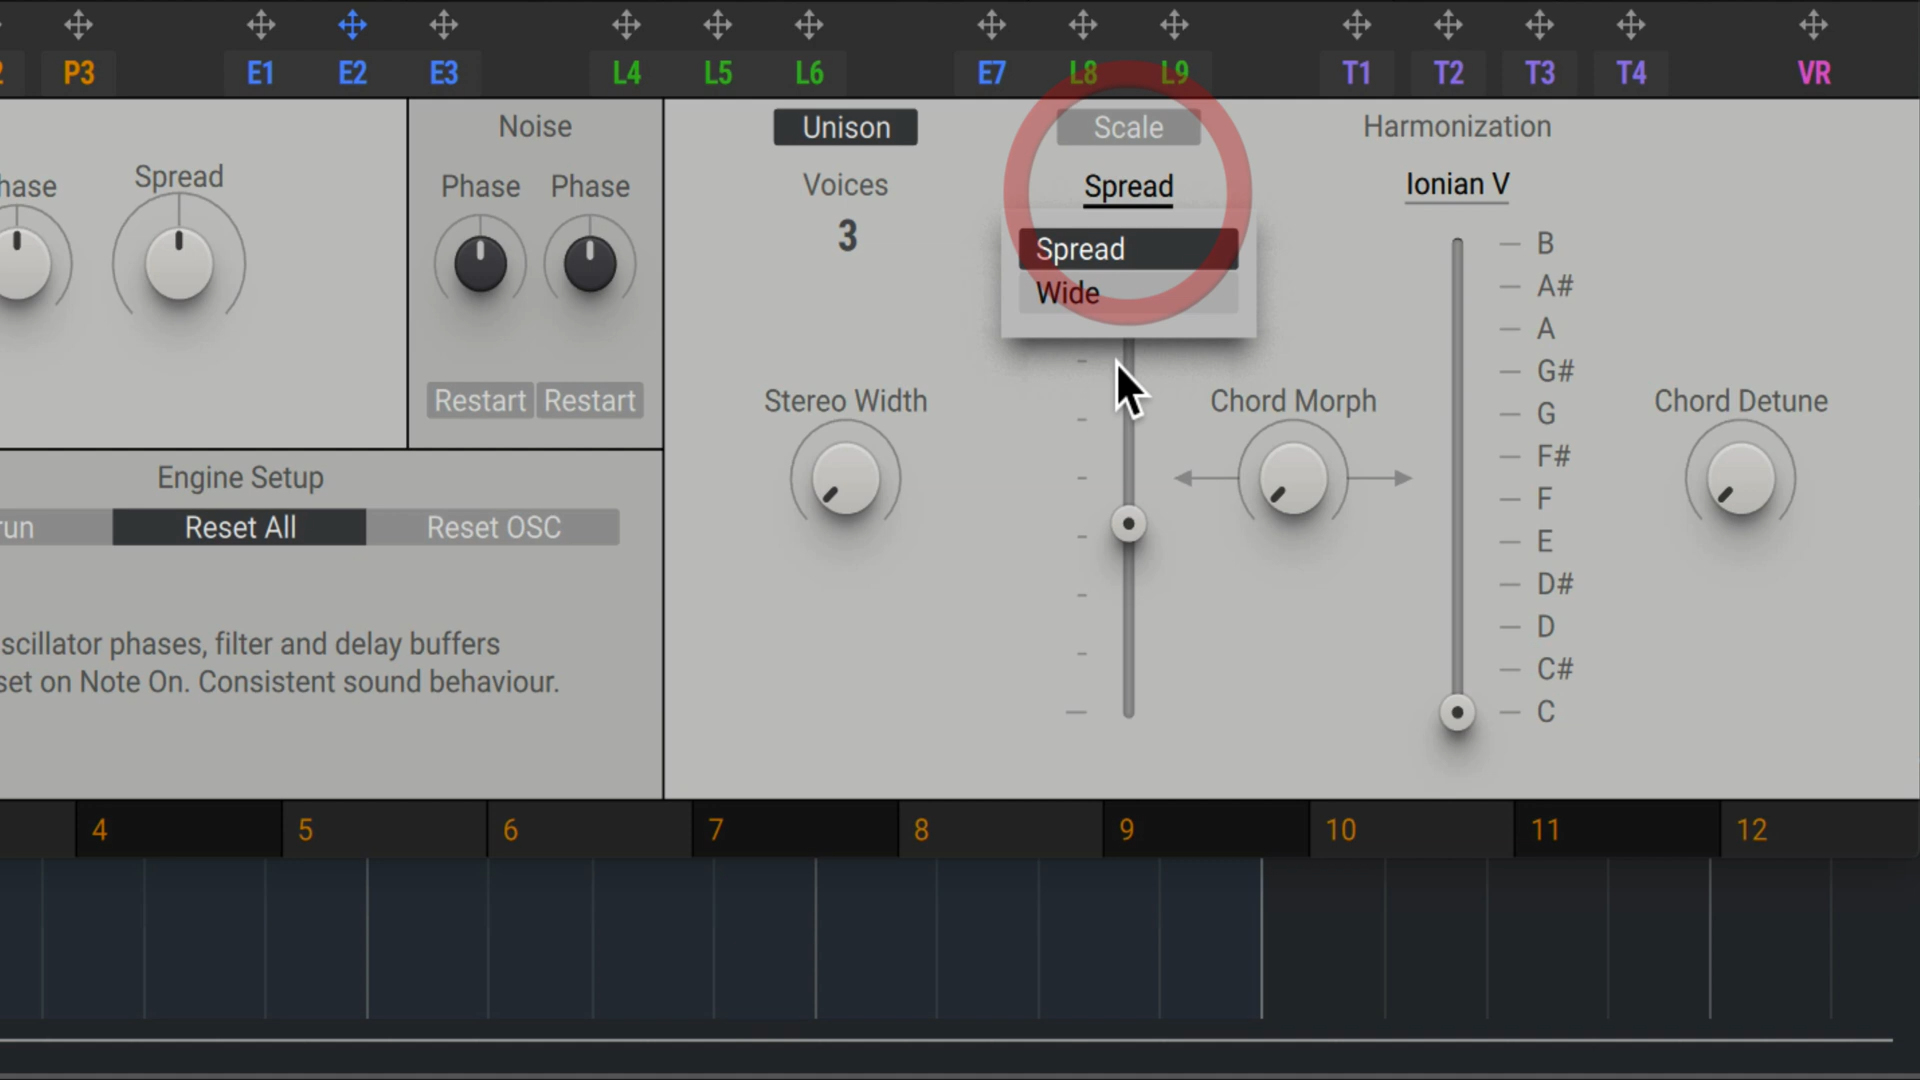 P3 E1 E2 E3 L4 L5 L6 E7 L8 L9 T1 T2 T3 T4 VR
Noise
Unison
Scale
Harmonization
hase
Spread
Phase
Phase
Voices
Spread
Ionian V
3
Spread
Wide
B
A#
A
G#
G
F#
F
E
D#
D
C#
C
Restart
Restart
Stereo Width
Chord Morph
Chord Detune
Engine Setup
run
Reset All
Reset OSC
scillator phases, filter and delay buffers
set on Note On. Consistent sound behaviour.
4 5 6 7 8 9 10 11 12